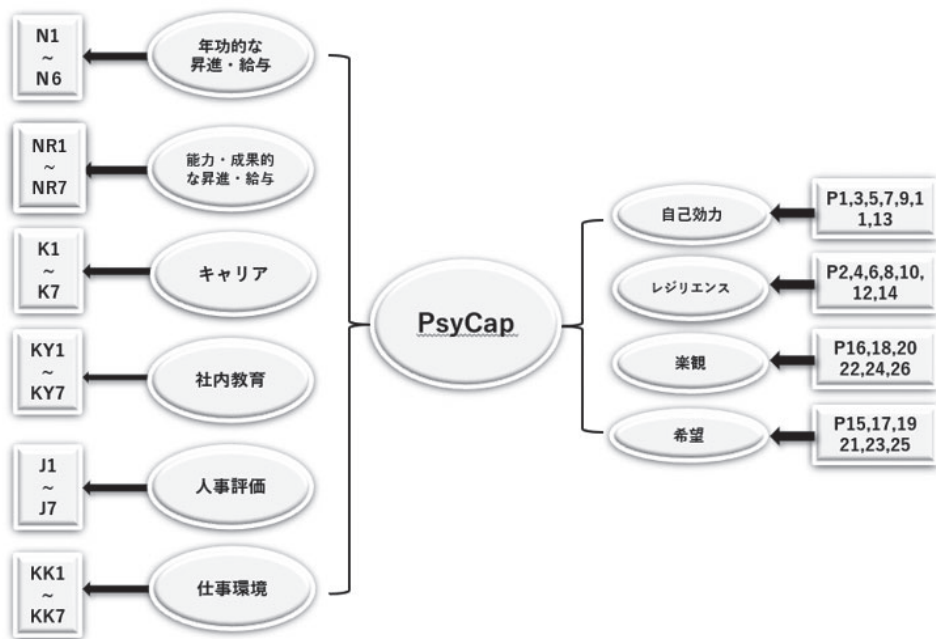 N1
~
N6
年功的な
昇進・給与
NR1
~
NR7
能力・成果的
な昇進・給与
K1
~
K7
キャリア
KY1
~
KY7
社内教育
J1
~
J7
人事評価
KK1
~
KK7
仕事環境
PsyCap
自己効力
P1,3,5,7,9,1
1,13
レジリエンス
P2,4,6,8,10,
12,14
楽観
P16,18,20
22,24,26
希望
P15,17,19
21,23,25